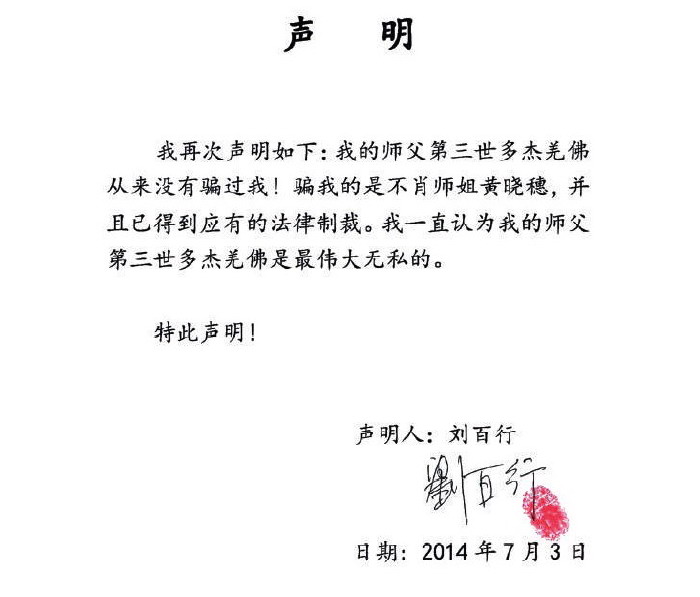 声 明
我再次声明如下：我的师父第三世多杰羌佛
从来没有骗过我！骗我的是不肖师姐黄晓穗，并
且已得到应有的法律制裁。我一直认为我的师父
第三世多杰羌佛是最伟大无私的。
特此声明！
声明人：刘百行
劉百行
日期：2014 年 7 月 3 日